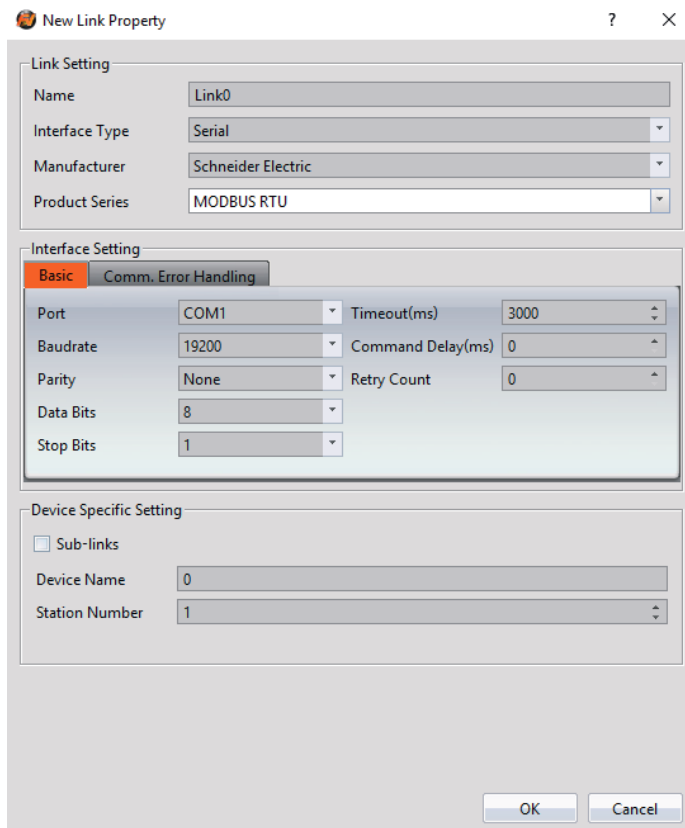 New Link Property ?
Link Setting
Name Link0
Interface Type Serial
Manufacturer Schneider Electric
Product Series MODBUS RTU
Interface Setting
Basic Comm. Error Handling
Port COM1 Timeout(ms) 3000
Baudrate 19200 Command Delay(ms) 0
Parity None Retry Count 0
Data Bits 8
Stop Bits 1
Device Specific Setting
Sub-links
Device Name 0
Station Number 1
OK Cancel